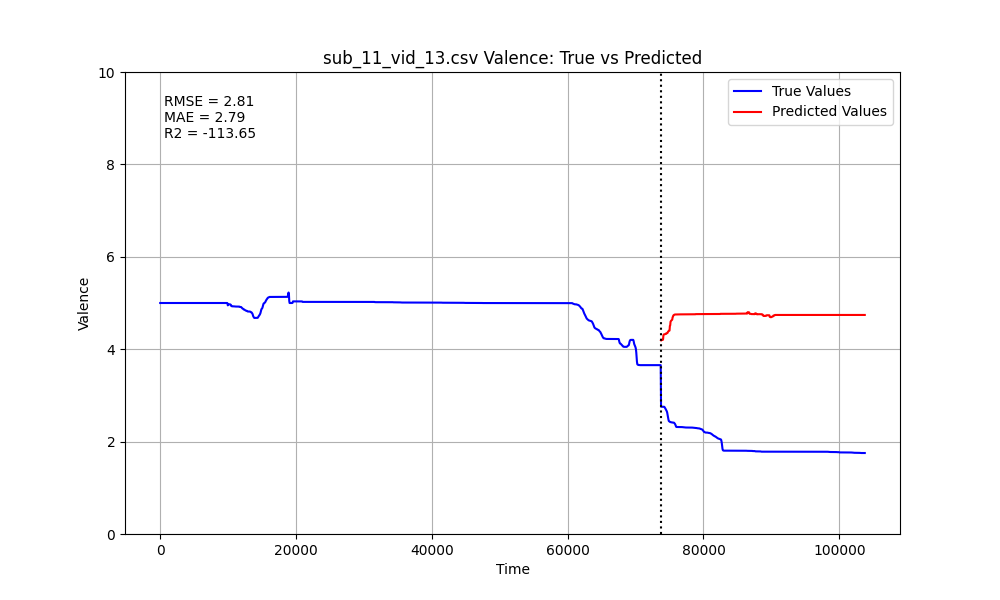 sub_11_vid_13.csv Valence: True vs Predicted
10
8
6
4
2
0
Valence
RMSE = 2.81
MAE = 2.79
R2 = -113.65
True Values
Predicted Values
0
20000
40000
60000
80000
100000
Time